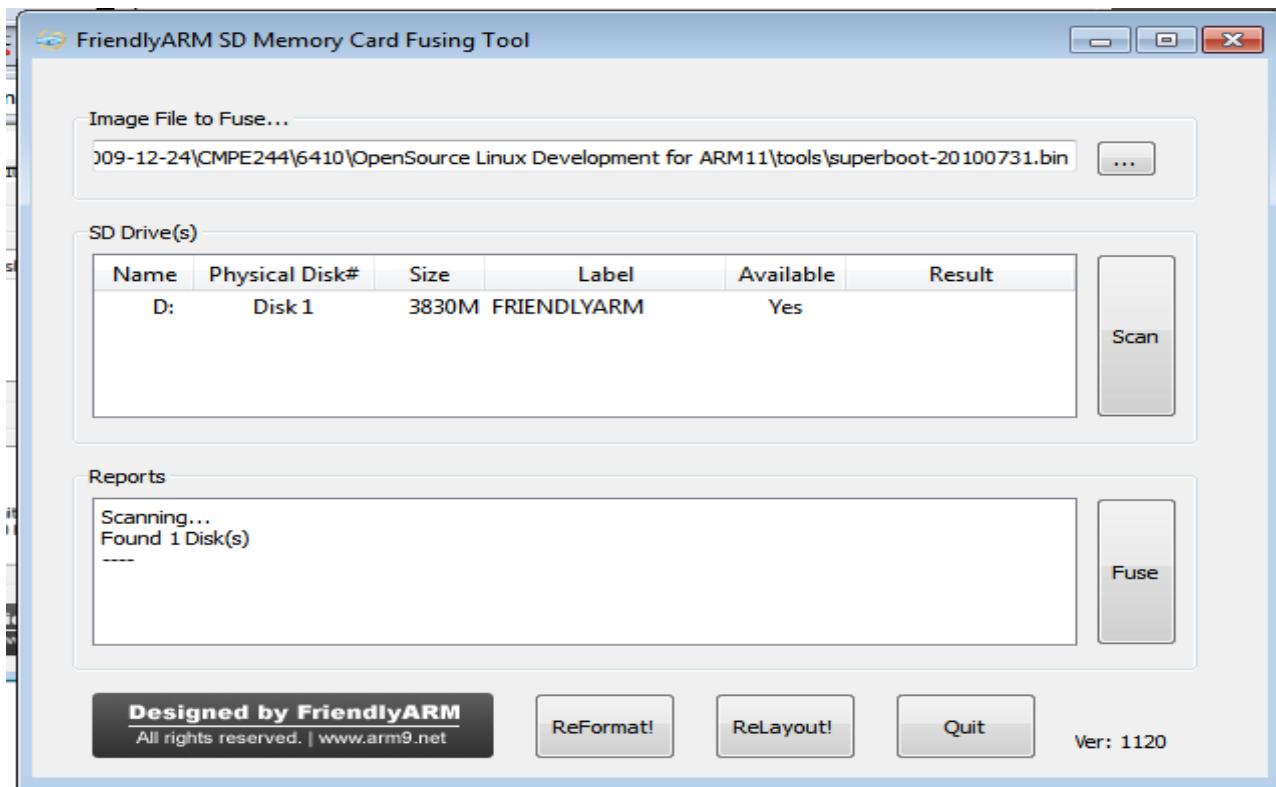 FriendlyARM SD Memory Card Fusing Tool
Image File to Fuse...
009-12-24\CMPE244\6410\OpenSource Linux Development for ARM11\tools\superboot-20100731.bin
...
SD Drive(s)
Name Physical Disk# Size Label Available Result
D: Disk 1 3830M FRIENDLYARM Yes
Scan
Reports
Scanning...
Found 1 Disk(s)
----
Fuse
Designed by FriendlyARM
All rights reserved. | www.arm9.net
ReFormat!
ReLayout!
Quit
Ver: 1120